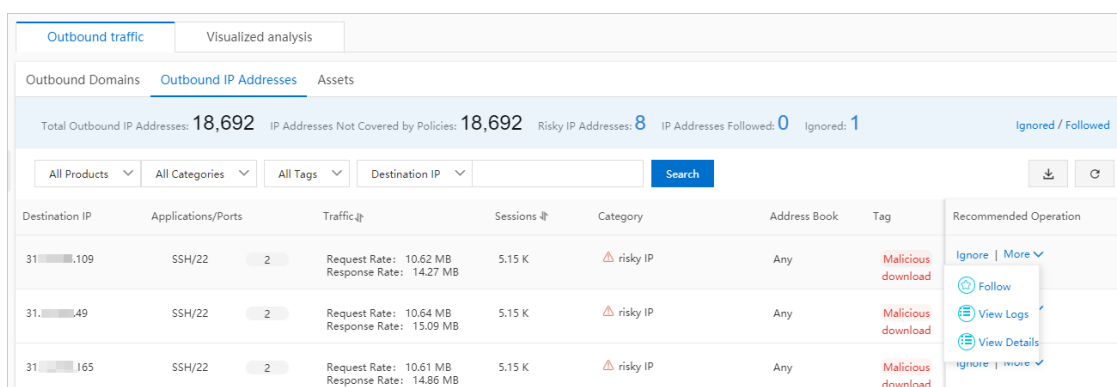 Outbound traffic Visualized analysis
Outbound Domains Outbound IP Addresses Assets
Total Outbound IP Addresses: 18,692 IP Addresses Not Covered by Policies: 18,692 Risky IP Addresses: 8 IP Addresses Followed: 0 Ignored: 1 Ignored / Followed
All Products All Categories All Tags Destination IP Search
Destination IP Applications/Ports Traffic Sessions Category Address Book Tag Recommended Operation
31 .109 SSH/22 2 Request Rate: 10.62 MB 5.15 K risky IP Any Malicious Ignore | More
Response Rate: 14.27 MB download
Follow
31. .49 SSH/22 2 Request Rate: 10.64 MB 5.15 K risky IP Any Malicious View Logs
Response Rate: 15.09 MB download
View Details
31. .165 SSH/22 2 Request Rate: 10.61 MB 5.15 K risky IP Any Malicious Ignore | More
Response Rate: 14.86 MB download